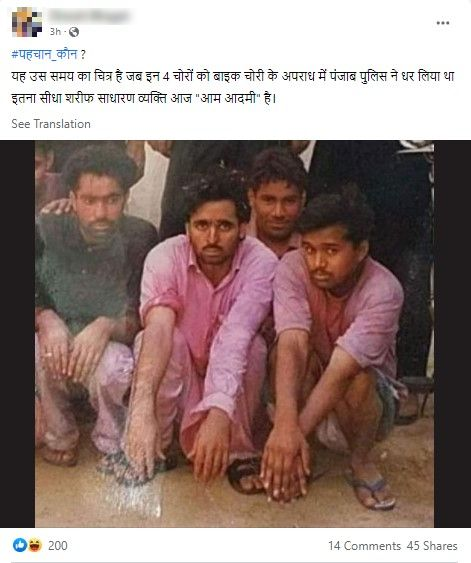 3h ·
#पहचान_कौन ?
यह उस समय का चित्र है जब इन 4 चोरों को बाइक चोरी के अपराध में पंजाब पुलिस ने धर लिया था
इतना सीधा शरीफ साधारण व्यक्ति आज "आम आदमी" है।
See Translation
200
14 Comments 45 Shares